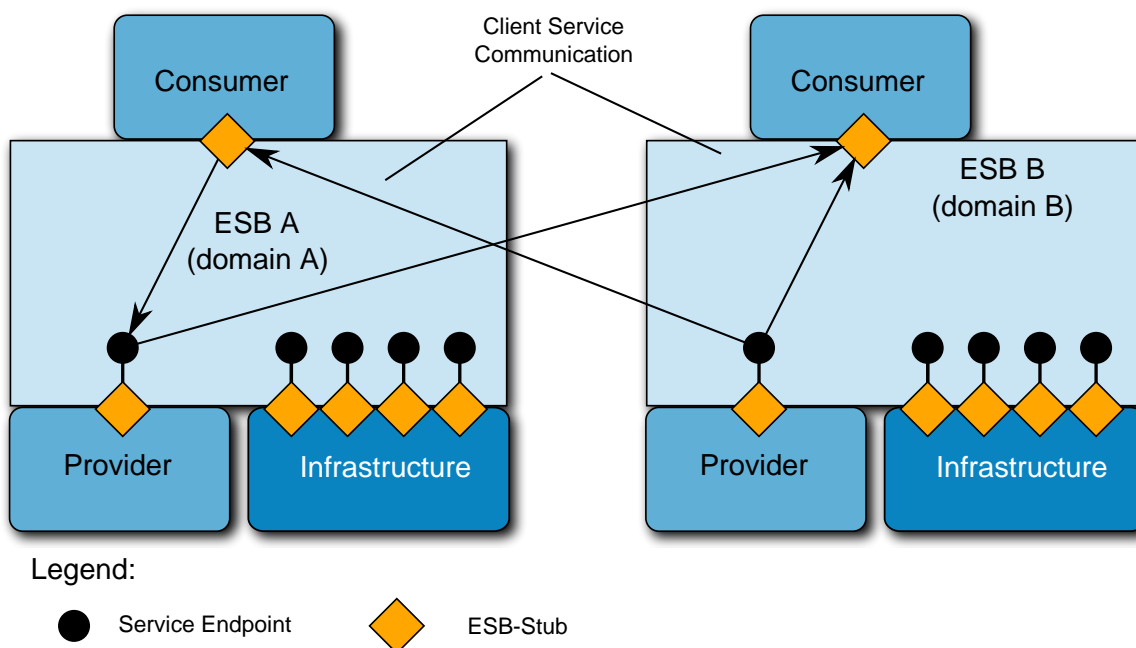 Client Service
Communication
Consumer
Consumer
ESB A
(domain A)
ESB B
(domain B)
Provider
Infrastructure
Provider
Infrastructure
Legend:
Service Endpoint
ESB-Stub